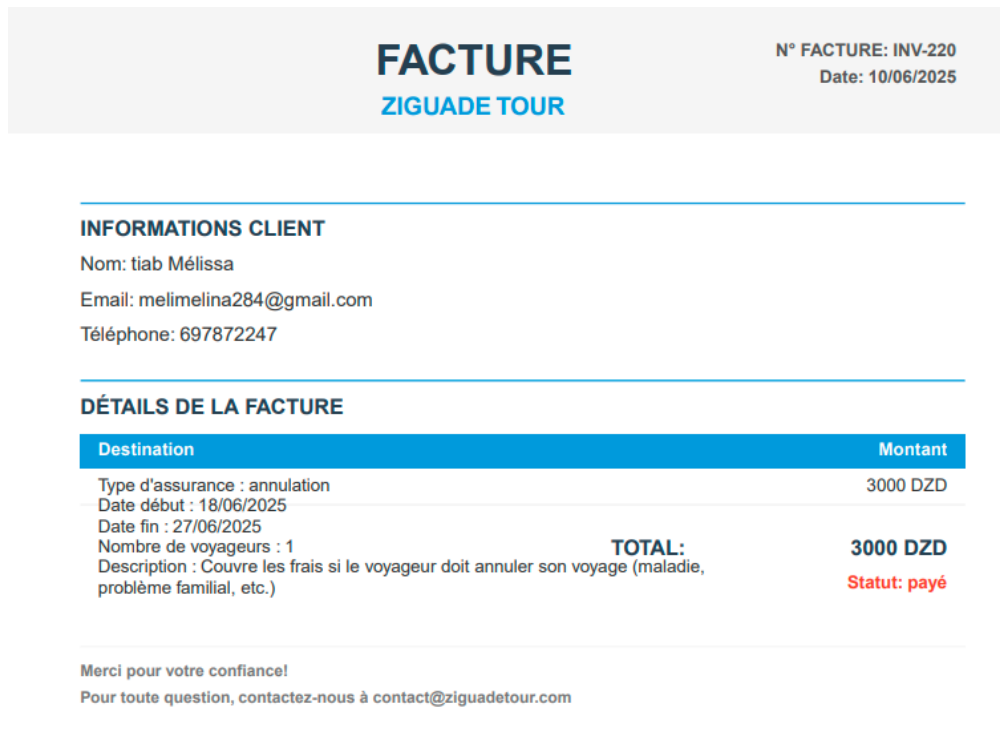 FACTURE
ZIGUADE TOUR
N° FACTURE: INV-220
Date: 10/06/2025
INFORMATIONS CLIENT
Nom: tiab Mélissa
Email: melimelina284@gmail.com
Téléphone: 697872247
DÉTAILS DE LA FACTURE
Destination Montant
Type d'assurance : annulation 3000 DZD
Date début : 18/06/2025
Date fin : 27/06/2025
Nombre de voyageurs : 1 TOTAL: 3000 DZD
Description : Couvre les frais si le voyageur doit annuler son voyage (maladie,
problème familial, etc.) Statut: payé
Merci pour votre confiance!
Pour toute question, contactez-nous à contact@ziguadetour.com